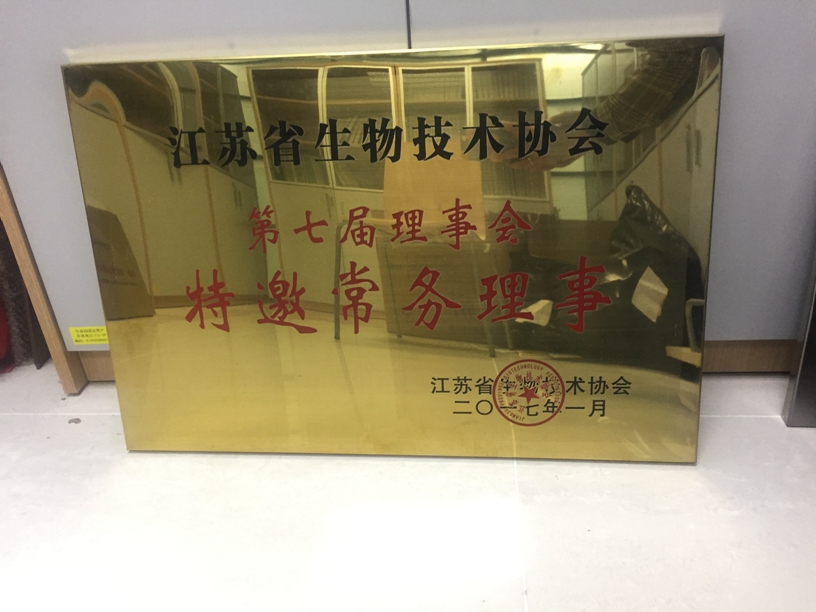 江苏省生物技术协会
第七届理事会
特邀常务理事
江苏省生物技术协会
二〇一七年一月